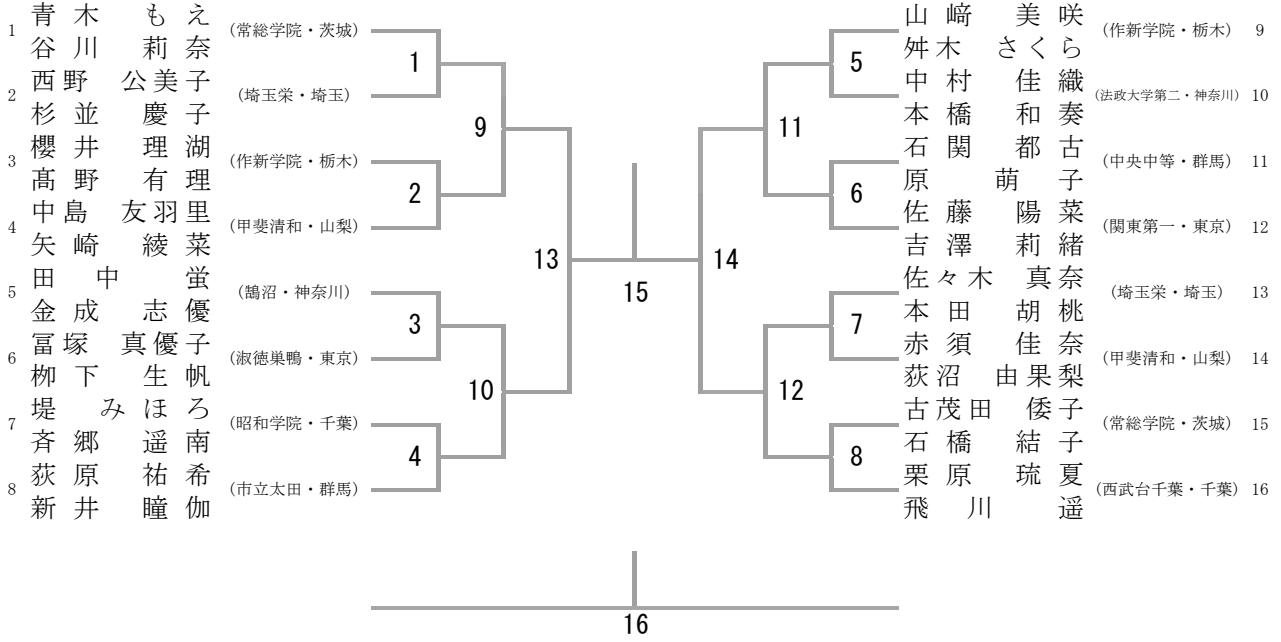 1 青木 もえ (常総学院・茨城)
谷川 莉奈
2 西野 公美子 (埼玉栄・埼玉)
杉並 慶子
3 櫻井 理湖 (作新学院・栃木)
髙野 有理
4 中島 友羽里 (甲斐清和・山梨)
矢崎 綾菜
5 田中 蛍 (鵠沼・神奈川)
金成 志優
6 冨塚 真優子 (淑徳巣鴨・東京)
栁下 生帆
7 堤 みほろ (昭和学院・千葉)
斉郷 遥南
8 荻原 祐希 (市立太田・群馬)
新井 瞳伽
1
2
3
4
9
10
13
15
14
11
12
5
6
7
8
山﨑 美咲 (作新学院・栃木) 9
舛木 さくら
中村 佳織 (法政大学第二・神奈川) 10
本橋 和奏
石関 都古 (中央中等・群馬) 11
原 萌子
佐藤 陽菜 (関東第一・東京) 12
吉澤 莉緒
佐々木 真奈 (埼玉栄・埼玉) 13
本田 胡桃
赤須 佳奈 (甲斐清和・山梨) 14
荻沼 由果梨
古茂田 倭子 (常総学院・茨城) 15
石橋 結子
栗原 琉夏 (西武台千葉・千葉) 16
飛川 遥
16